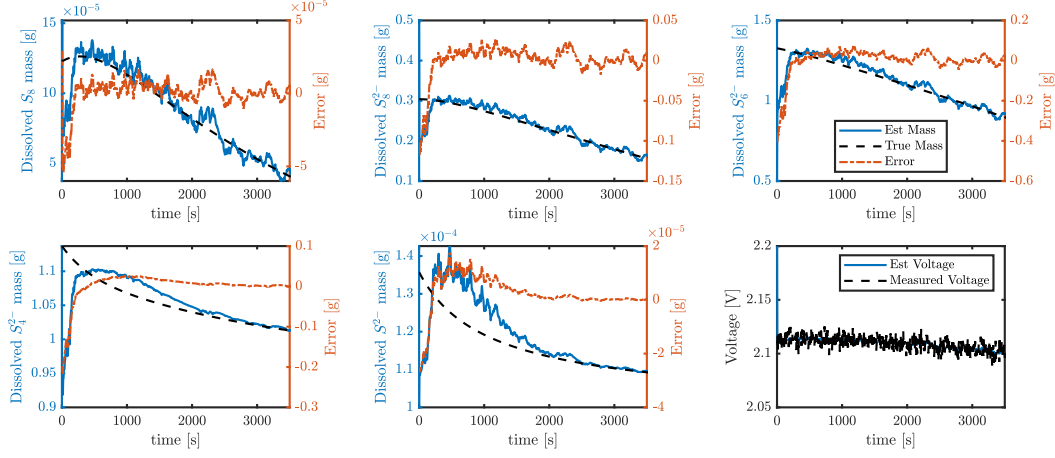 ×10⁻⁵
5 ×10⁻⁵
15
10
5
0
-5
0 1000 2000 3000
time [s]
Dissolved S₈ mass [g]
Error [g]
0.5
0.4
0.3
0.2
0.1
0.05
0
-0.05
-0.1
-0.15
0 1000 2000 3000
time [s]
Dissolved S₈²⁻ mass [g]
Error [g]
1.5
1
0.5
0.2
0
-0.2
-0.4
-0.6
0 1000 2000 3000
time [s]
Dissolved S₆²⁻ mass [g]
Error [g]
Est Mass
True Mass
Error
1.1
1.05
1
0.95
0.9
0.1
0
-0.1
-0.2
-0.3
0 1000 2000 3000
time [s]
Dissolved S₄²⁻ mass [g]
Error [g]
×10⁻⁴
2 ×10⁻⁵
1.4
1.3
1.2
1.1
1
0
-2
-4
0 1000 2000 3000
time [s]
Dissolved S²⁻ mass [g]
Error [g]
2.2
2.15
2.1
2.05
0 1000 2000 3000
time [s]
Voltage [V]
Est Voltage
Measured Voltage